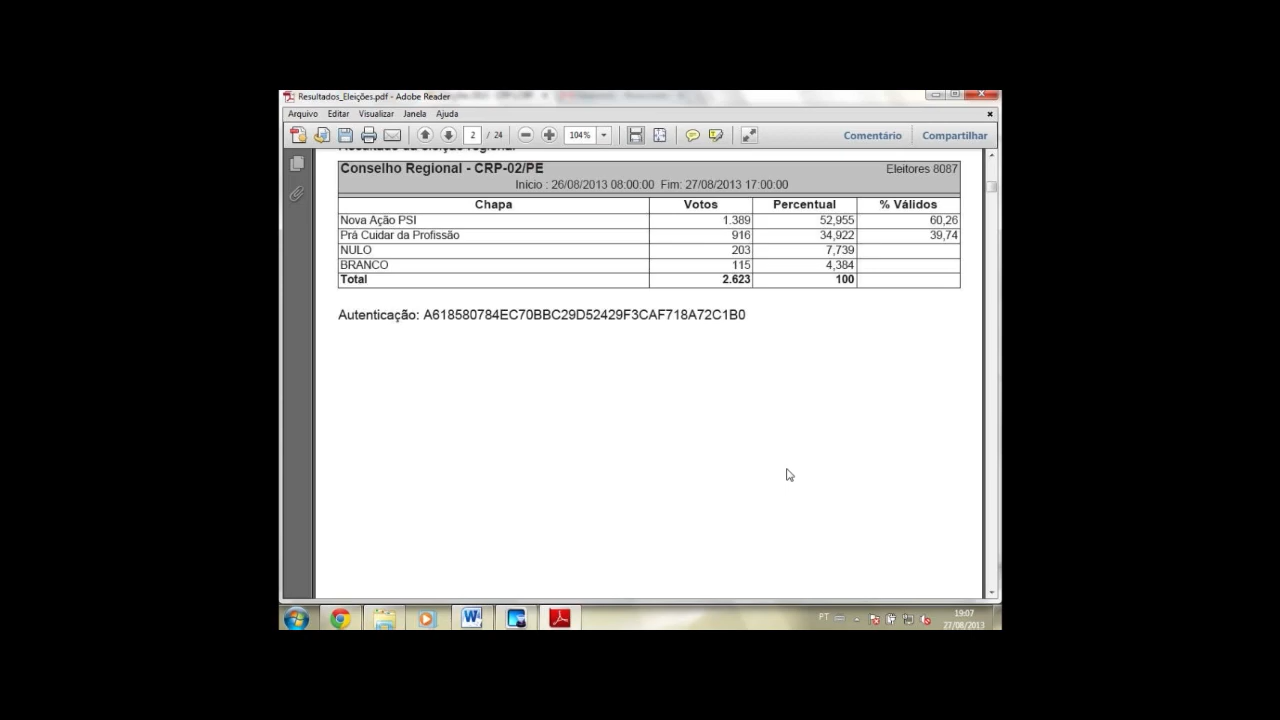 Resultados_Eleições.pdf - Adobe Reader
Arquivo Editar Visualizar Janela Ajuda
2 / 24 104% Comentário Compartilhar
Resultado da eleição regional
Conselho Regional - CRP-02/PE Eleitores 8087
Início : 26/08/2013 08:00:00 Fim: 27/08/2013 17:00:00
Chapa Votos Percentual % Válidos
Nova Ação PSI 1.389 52,955 60,26
Prá Cuidar da Profissão 916 34,922 39,74
NULO 203 7,739
BRANCO 115 4,384
Total 2.623 100
Autenticação: A618580784EC70BBC29D52429F3CAF718A72C1B0
PT 19:07
27/08/2013